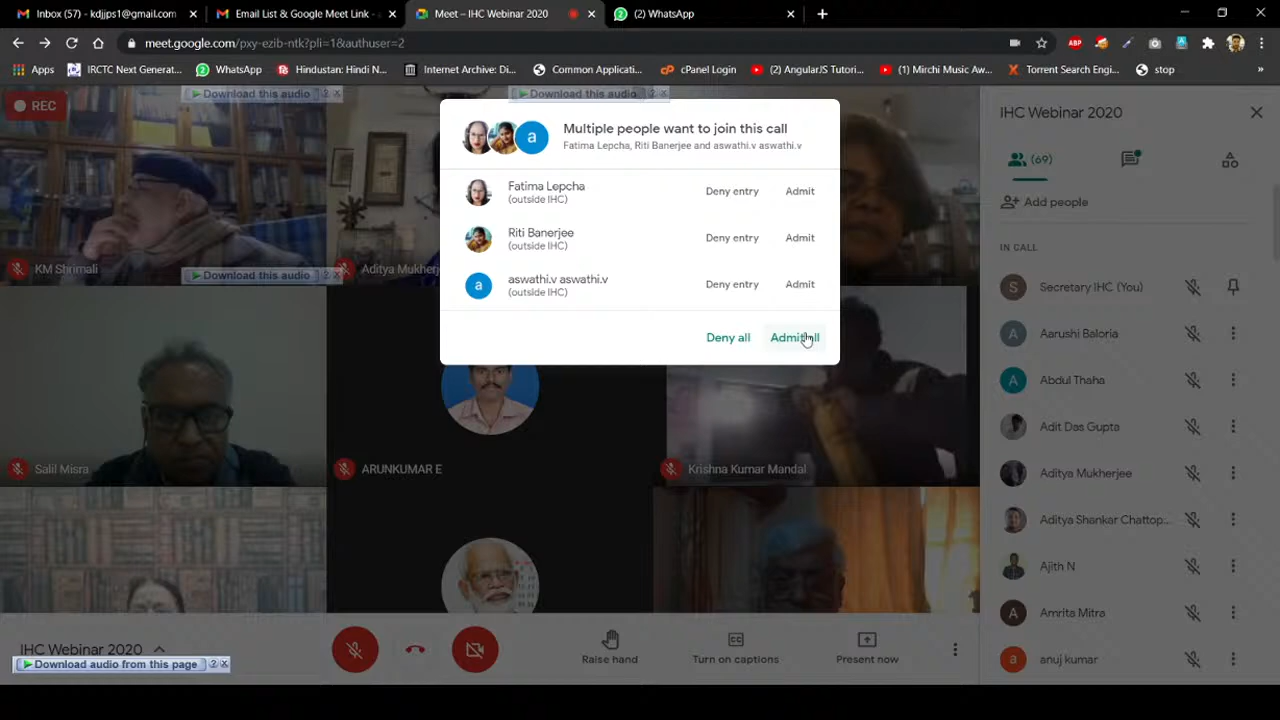 Inbox (57) - kdjjps1@gmail.com
Email List & Google Meet Link -
Meet – IHC Webinar 2020
(2) WhatsApp
meet.google.com/pxy-ezib-ntk?pli=1&authuser=2
ABP
Apps
IRCTC Next Generat...
WhatsApp
Hindustan: Hindi N...
Internet Archive: Di...
Common Applicati...
cPanel Login
(2) AngularJS Tutori...
(1) Mirchi Music Aw...
Torrent Search Engi...
stop
»
REC
Download this audio ? X
Download this audio ? X
Multiple people want to join this call
Fatima Lepcha, Riti Banerjee and aswathi.v aswathi.v
a
Fatima Lepcha
(outside IHC)
Deny entry
Admit
Riti Banerjee
(outside IHC)
Deny entry
Admit
a
aswathi.v aswathi.v
(outside IHC)
Deny entry
Admit
Deny all
Admit all
KM Shrimali
Download this audio ?
Aditya Mukherj
Salil Misra
ARUNKUMAR E
Krishna Kumar Mandal
IHC Webinar 2020
(69)
Add people
IN CALL
S
Secretary IHC (You)
A
Aarushi Baloria
A
Abdul Thaha
Adit Das Gupta
Aditya Mukherjee
Aditya Shankar Chattop...
Ajith N
A
Amrita Mitra
a
anuj kumar
IHC Webinar 2020
Download audio from this page ? X
Raise hand
Turn on captions
Present now